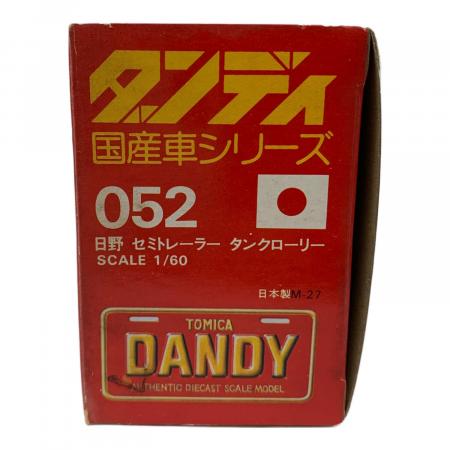 ダンディ
国産車シリーズ
052
日野 セミトレーラー タンクローリー
SCALE 1/60
日本製M-27
TOMICA
DANDY
AUTHENTIC DIECAST SCALE MODEL